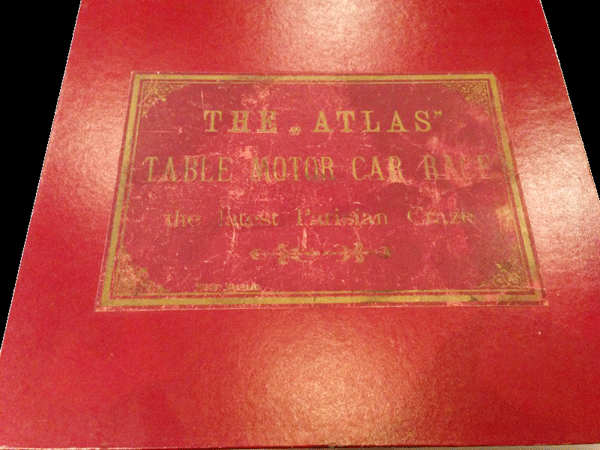 THE „ATLAS”
TABLE MOTOR CAR RACE
the latest Parisian Craze